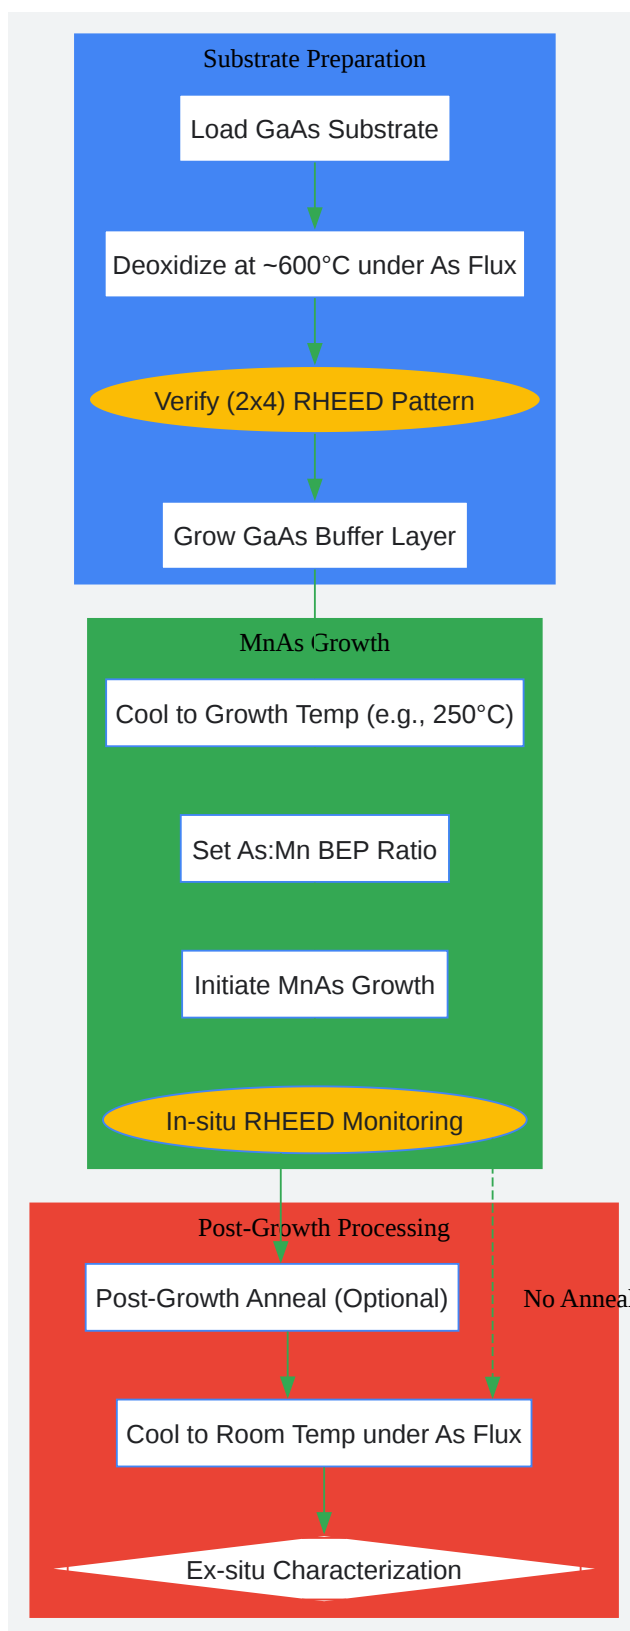 Substrate Preparation
Load GaAs Substrate
Deoxidize at ~600°C under As Flux
Verify (2x4) RHEED Pattern
Grow GaAs Buffer Layer
MnAs Growth
Cool to Growth Temp (e.g., 250°C)
Set As:Mn BEP Ratio
Initiate MnAs Growth
In-situ RHEED Monitoring
Post-Growth Processing
Post-Growth Anneal (Optional)
No Anneal
Cool to Room Temp under As Flux
Ex-situ Characterization